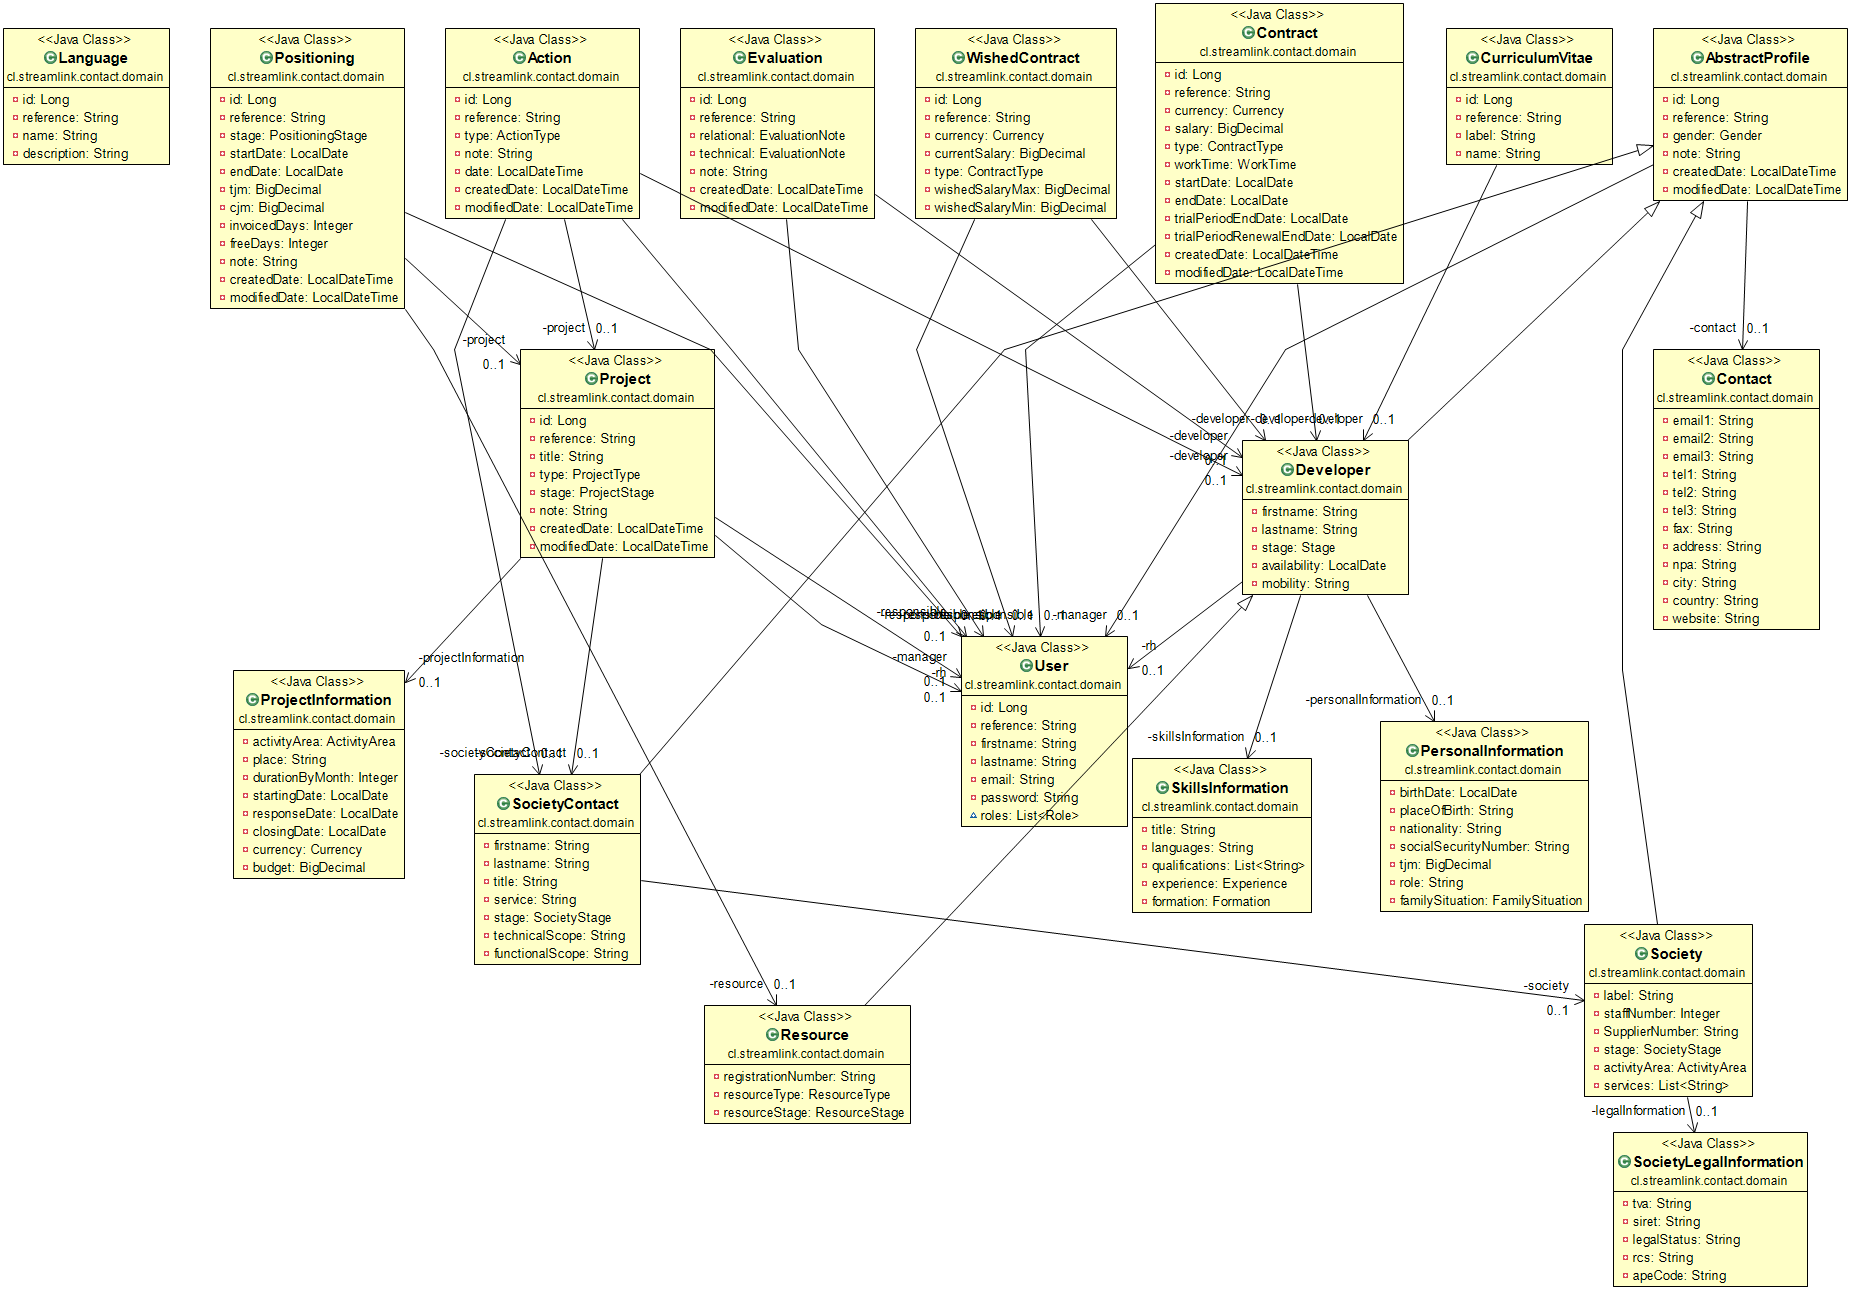 <<Java Class>>
Language
cl.streamlink.contact.domain
id: Long
reference: String
name: String
description: String
<<Java Class>>
Positioning
cl.streamlink.contact.domain
id: Long
reference: String
stage: PositioningStage
startDate: LocalDate
endDate: LocalDate
tjm: BigDecimal
cjm: BigDecimal
invoicedDays: Integer
freeDays: Integer
note: String
createdDate: LocalDateTime
modifiedDate: LocalDateTime
<<Java Class>>
Action
cl.streamlink.contact.domain
id: Long
reference: String
type: ActionType
note: String
date: LocalDateTime
createdDate: LocalDateTime
modifiedDate: LocalDateTime
<<Java Class>>
Evaluation
cl.streamlink.contact.domain
id: Long
reference: String
relational: EvaluationNote
technical: EvaluationNote
note: String
createdDate: LocalDateTime
modifiedDate: LocalDateTime
<<Java Class>>
WishedContract
cl.streamlink.contact.domain
id: Long
reference: String
currency: Currency
currentSalary: BigDecimal
type: ContractType
wishedSalaryMax: BigDecimal
wishedSalaryMin: BigDecimal
<<Java Class>>
Contract
cl.streamlink.contact.domain
id: Long
reference: String
currency: Currency
salary: BigDecimal
type: ContractType
workTime: WorkTime
startDate: LocalDate
endDate: LocalDate
trialPeriodEndDate: LocalDate
trialPeriodRenewalEndDate: LocalDate
createdDate: LocalDateTime
modifiedDate: LocalDateTime
<<Java Class>>
CurriculumVitae
cl.streamlink.contact.domain
id: Long
reference: String
label: String
name: String
<<Java Class>>
AbstractProfile
cl.streamlink.contact.domain
id: Long
reference: String
gender: Gender
note: String
createdDate: LocalDateTime
modifiedDate: LocalDateTime
-project 0..1
-project
0..1
-contact 0..1
<<Java Class>>
Project
cl.streamlink.contact.domain
id: Long
reference: String
title: String
type: ProjectType
stage: ProjectStage
note: String
createdDate: LocalDateTime
modifiedDate: LocalDateTime
<<Java Class>>
Contact
cl.streamlink.contact.domain
email1: String
email2: String
email3: String
tel1: String
tel2: String
tel3: String
fax: String
address: String
npa: String
city: String
country: String
website: String
-developer -developer -developer 0..1
-developer
-developer 0..1
0..1
<<Java Class>>
Developer
cl.streamlink.contact.domain
firstname: String
lastname: String
stage: Stage
availability: LocalDate
mobility: String
-responsible
0..1 0..1 -manager 0..1
0..1
-manager
-rh
0..1
0..1
-rh
0..1
<<Java Class>>
User
cl.streamlink.contact.domain
id: Long
reference: String
firstname: String
lastname: String
email: String
password: String
roles: List<Role>
-projectInformation
0..1
<<Java Class>>
ProjectInformation
cl.streamlink.contact.domain
activityArea: ActivityArea
place: String
durationByMonth: Integer
startingDate: LocalDate
responseDate: LocalDate
closingDate: LocalDate
currency: Currency
budget: BigDecimal
-personalInformation 0..1
-skillsInformation 0..1
<<Java Class>>
PersonalInformation
cl.streamlink.contact.domain
birthDate: LocalDate
placeOfBirth: String
nationality: String
socialSecurityNumber: String
tjm: BigDecimal
role: String
familySituation: FamilySituation
<<Java Class>>
SkillsInformation
cl.streamlink.contact.domain
title: String
languages: String
qualifications: List<String>
experience: Experience
formation: Formation
-societyContact 0..1 0..1
<<Java Class>>
SocietyContact
cl.streamlink.contact.domain
firstname: String
lastname: String
title: String
service: String
stage: SocietyStage
technicalScope: String
functionalScope: String
-resource 0..1
<<Java Class>>
Resource
cl.streamlink.contact.domain
registrationNumber: String
resourceType: ResourceType
resourceStage: ResourceStage
-society
0..1
<<Java Class>>
Society
cl.streamlink.contact.domain
label: String
staffNumber: Integer
SupplierNumber: String
stage: SocietyStage
activityArea: ActivityArea
services: List<String>
-legalInformation 0..1
<<Java Class>>
SocietyLegalInformation
cl.streamlink.contact.domain
tva: String
siret: String
legalStatus: String
rcs: String
apeCode: String